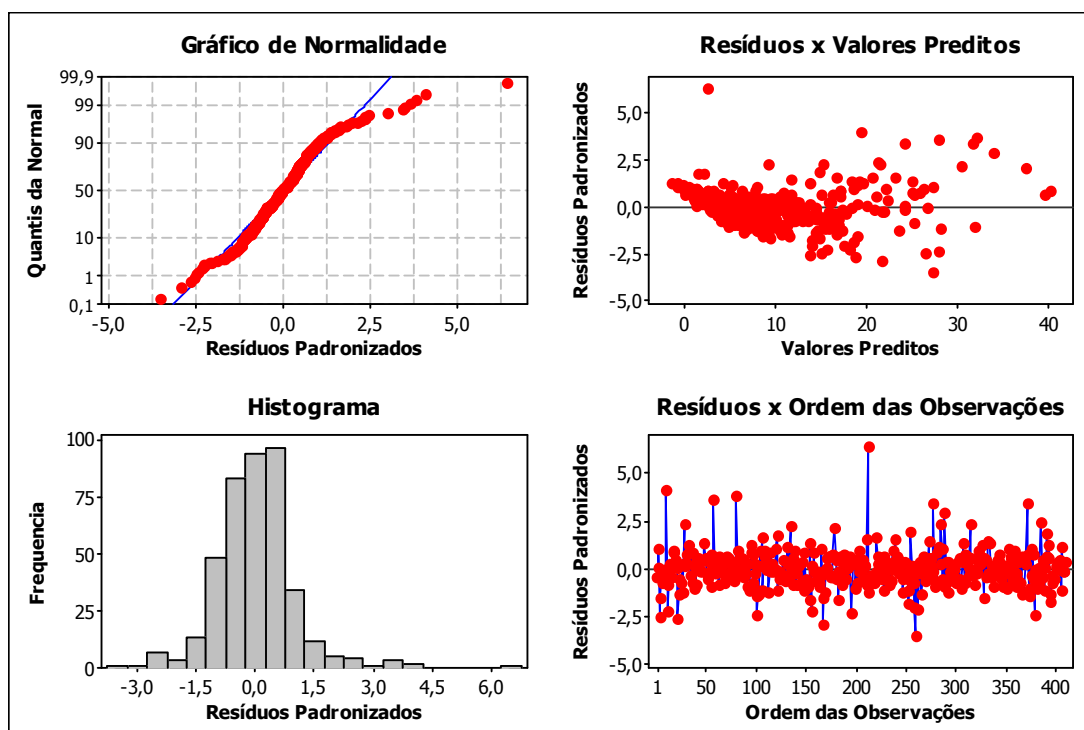 Gráfico de Normalidade
Quantis da Normal
99,9
99
90
50
10
1
0,1
-5,0 -2,5 0,0 2,5 5,0
Resíduos Padronizados
Resíduos x Valores Preditos
Resíduos Padronizados
5,0
2,5
0,0
-2,5
-5,0
0 10 20 30 40
Valores Preditos
Histograma
Frequencia
100
75
50
25
0
-3,0 -1,5 0,0 1,5 3,0 4,5 6,0
Resíduos Padronizados
Resíduos x Ordem das Observações
Resíduos Padronizados
5,0
2,5
0,0
-2,5
-5,0
1 50 100 150 200 250 300 350 400
Ordem das Observações